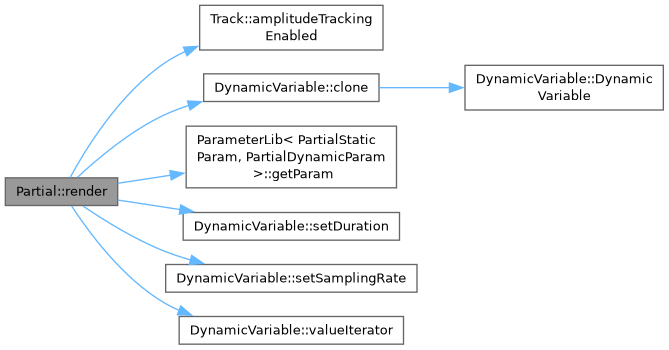 Track::amplitudeTracking
Enabled
DynamicVariable::clone
DynamicVariable::Dynamic
Variable
ParameterLib< PartialStatic
Param, PartialDynamicParam
>::getParam
Partial::render
DynamicVariable::setDuration
DynamicVariable::setSamplingRate
DynamicVariable::valueIterator